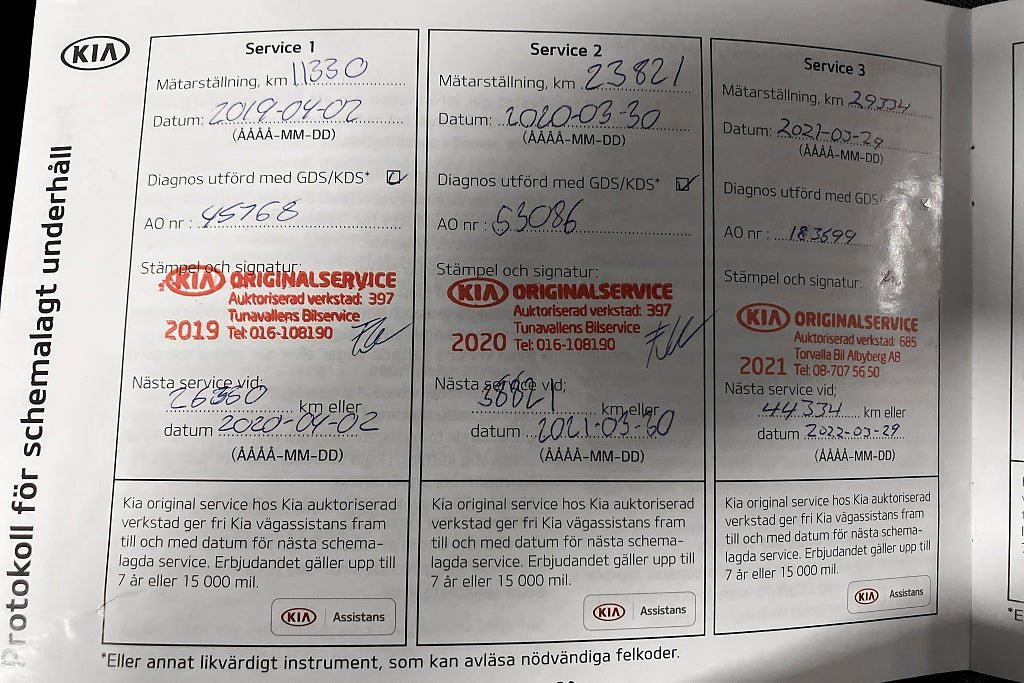 Protokoll för schemalagt underhåll
KIA
Service 1
Mätarställning, km 11330
Datum: 2019-04-02
(ÅÅÅÅ-MM-DD)
Diagnos utförd med GDS/KDS*
AO nr : 45768
Stämpel och signatur:
KIA ORIGINALSERVICE
Auktoriserad verkstad: 397
Tunavallens Bilservice
2019 Tel: 016-108190
Nästa service vid;
26330 km eller
datum 2020-04-02
(ÅÅÅÅ-MM-DD)
Kia original service hos Kia auktoriserad
verkstad ger fri Kia vägassistans fram
till och med datum för nästa schema-
lagda service. Erbjudandet gäller upp till
7 år eller 15 000 mil.
KIA Assistans
Service 2
Mätarställning, km 23821
Datum: 2020-03-30
(ÅÅÅÅ-MM-DD)
Diagnos utförd med GDS/KDS*
AO nr : 53086
Stämpel och signatur:
KIA ORIGINALSERVICE
Auktoriserad verkstad: 397
Tunavallens Bilservice
2020 Tel: 016-108190
Nästa service vid;
38821 km eller
datum 2021-03-30
(ÅÅÅÅ-MM-DD)
Kia original service hos Kia auktoriserad
verkstad ger fri Kia vägassistans fram
till och med datum för nästa schema-
lagda service. Erbjudandet gäller upp till
7 år eller 15 000 mil.
KIA Assistans
Service 3
Mätarställning, km 29334
Datum: 2021-03-29
(ÅÅÅÅ-MM-DD)
Diagnos utförd med GDS/
AO nr : 183699
Stämpel och signatur:
KIA ORIGINALSERVICE
Auktoriserad verkstad: 685
Torvalla Bil Albyberg AB
2021 Tel: 08-707 56 50
Nästa service vid;
44334 km eller
datum 2022-03-29
(ÅÅÅÅ-MM-DD)
Kia original service hos Kia auktoriserad
verkstad ger fri Kia vägassistans fram
till och med datum för nästa schema-
lagda service. Erbjudandet gäller upp till
7 år eller 15 000 mil.
KIA Assistans
*Eller annat likvärdigt instrument, som kan avläsa nödvändiga felkoder.